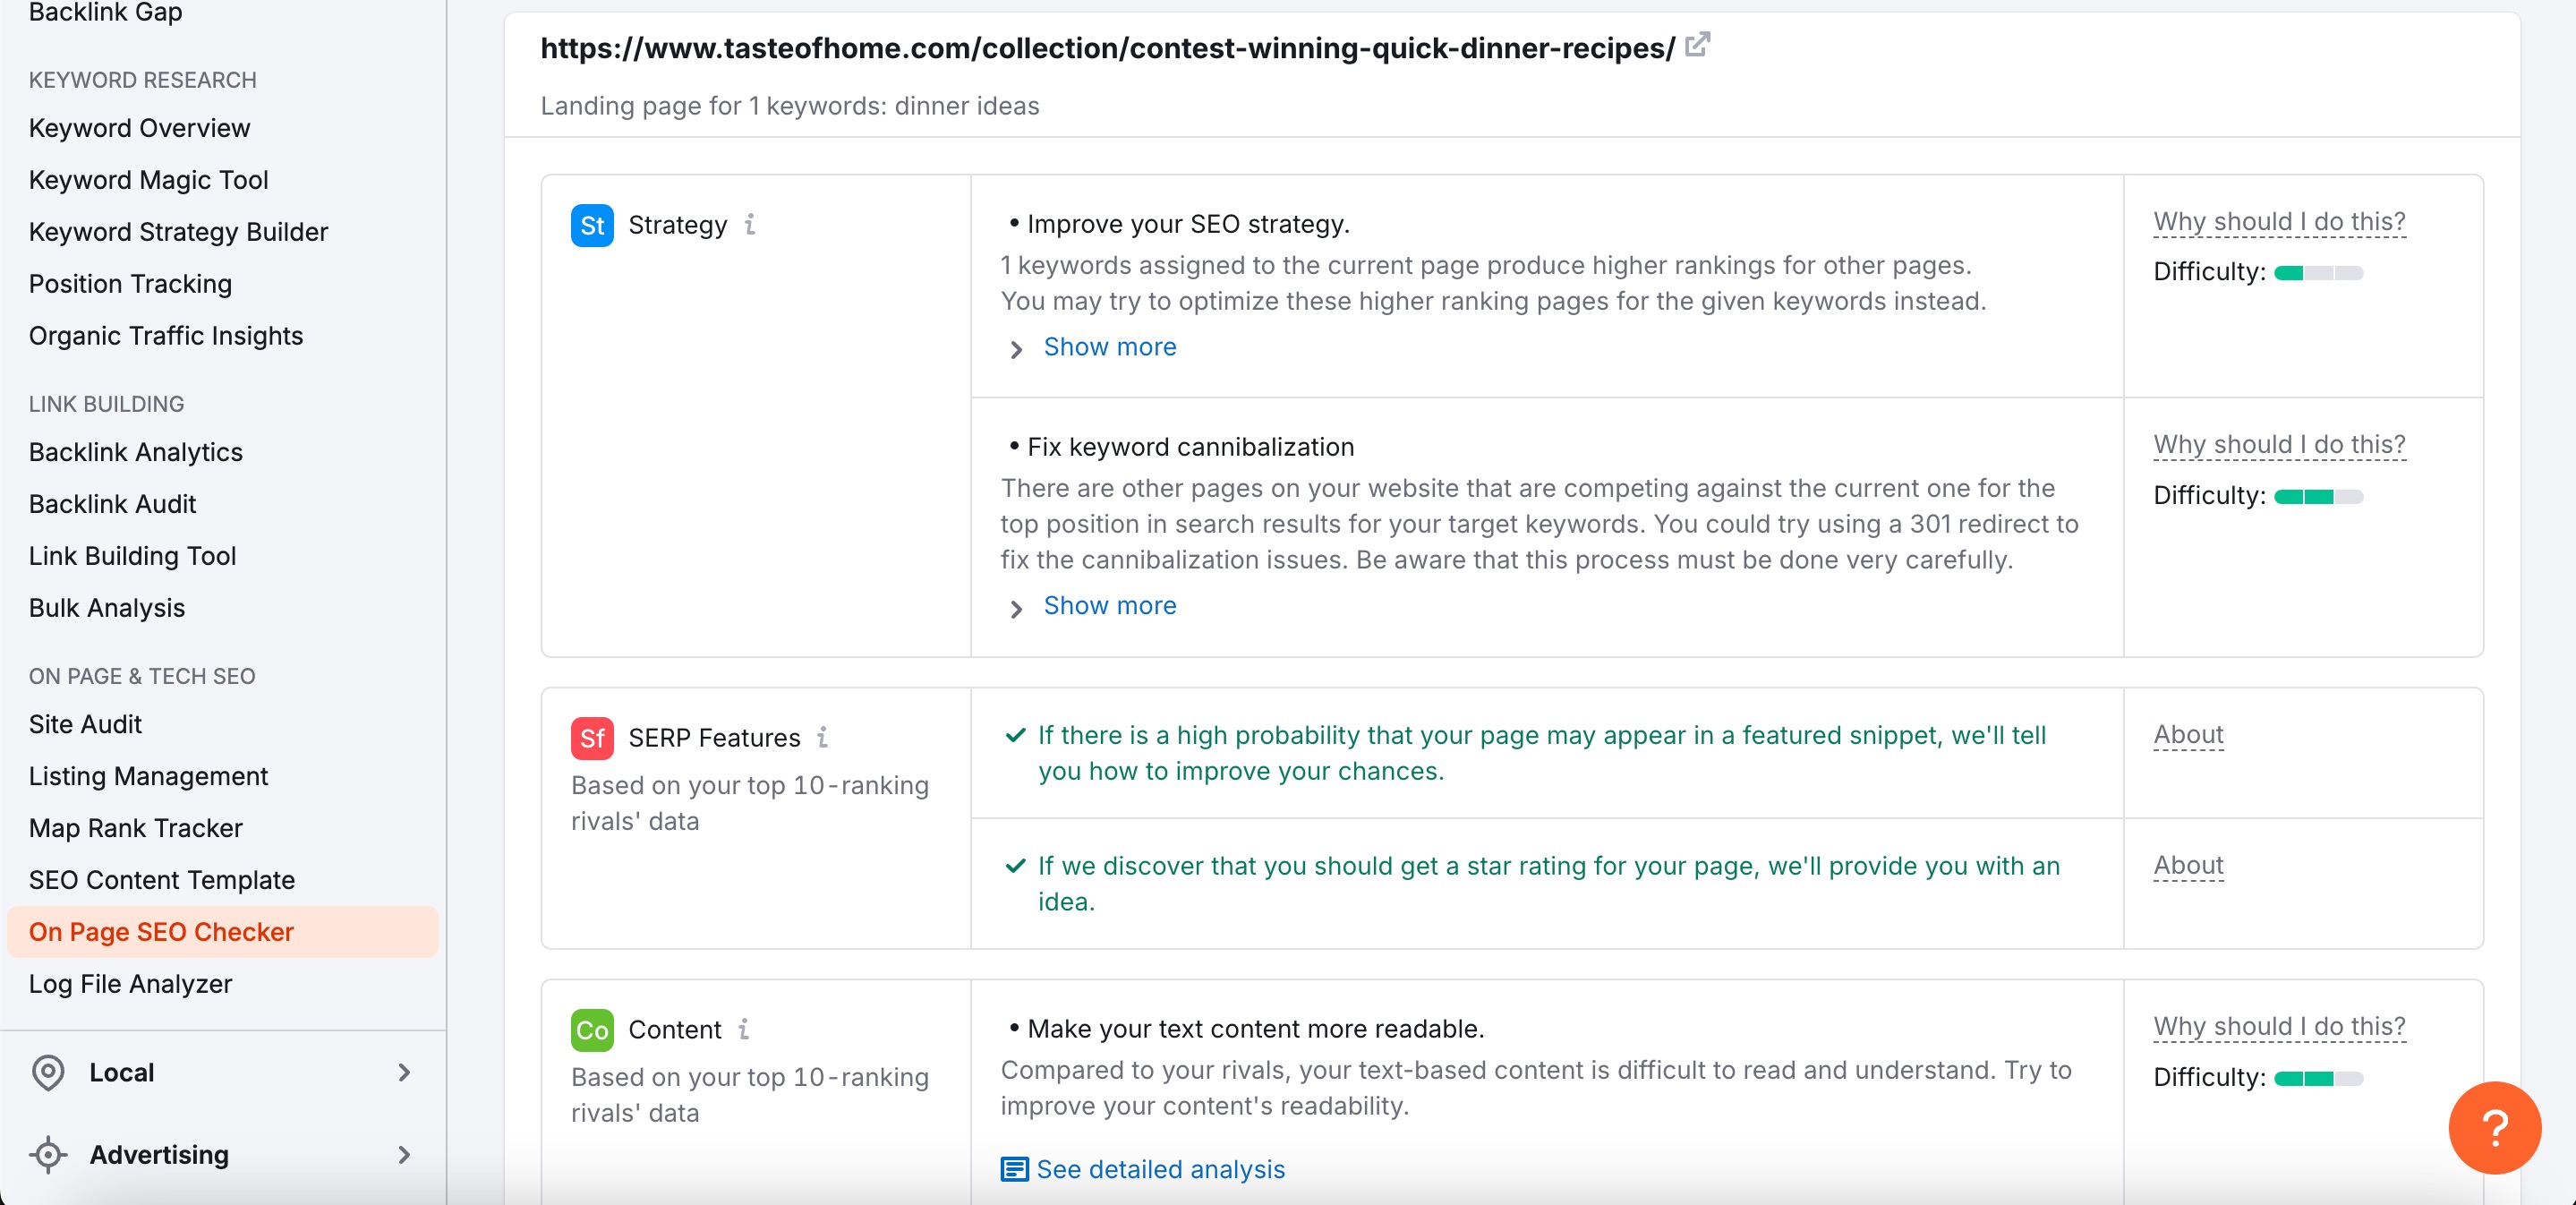 Backlink Gap
KEYWORD RESEARCH
Keyword Overview
Keyword Magic Tool
Keyword Strategy Builder
Position Tracking
Organic Traffic Insights
LINK BUILDING
Backlink Analytics
Backlink Audit
Link Building Tool
Bulk Analysis
ON PAGE & TECH SEO
Site Audit
Listing Management
Map Rank Tracker
SEO Content Template
On Page SEO Checker
Log File Analyzer
Local
Advertising
https://www.tasteofhome.com/collection/contest-winning-quick-dinner-recipes/
Landing page for 1 keywords: dinner ideas
St Strategy i
• Improve your SEO strategy.
1 keywords assigned to the current page produce higher rankings for other pages.
You may try to optimize these higher ranking pages for the given keywords instead.
Show more
Why should I do this?
Difficulty:
• Fix keyword cannibalization
There are other pages on your website that are competing against the current one for the
top position in search results for your target keywords. You could try using a 301 redirect to
fix the cannibalization issues. Be aware that this process must be done very carefully.
Show more
Why should I do this?
Difficulty:
Sf SERP Features i
Based on your top 10-ranking
rivals' data
If there is a high probability that your page may appear in a featured snippet, we'll tell
you how to improve your chances.
About
If we discover that you should get a star rating for your page, we'll provide you with an
idea.
About
Co Content i
Based on your top 10-ranking
rivals' data
• Make your text content more readable.
Compared to your rivals, your text-based content is difficult to read and understand. Try to
improve your content's readability.
See detailed analysis
Why should I do this?
Difficulty:
?